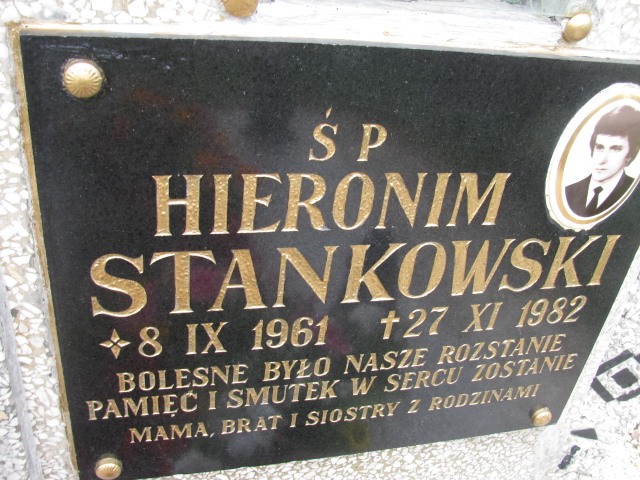 Ś P
HIERONIM
STANKOWSKI
8 IX 1961 †27 XI 1982
BOLESNE BYŁO NASZE ROZSTANIE
PAMIĘĆ I SMUTEK W SERCU ZOSTANIE
MAMA, BRAT I SIOSTRY Z RODZINAMI